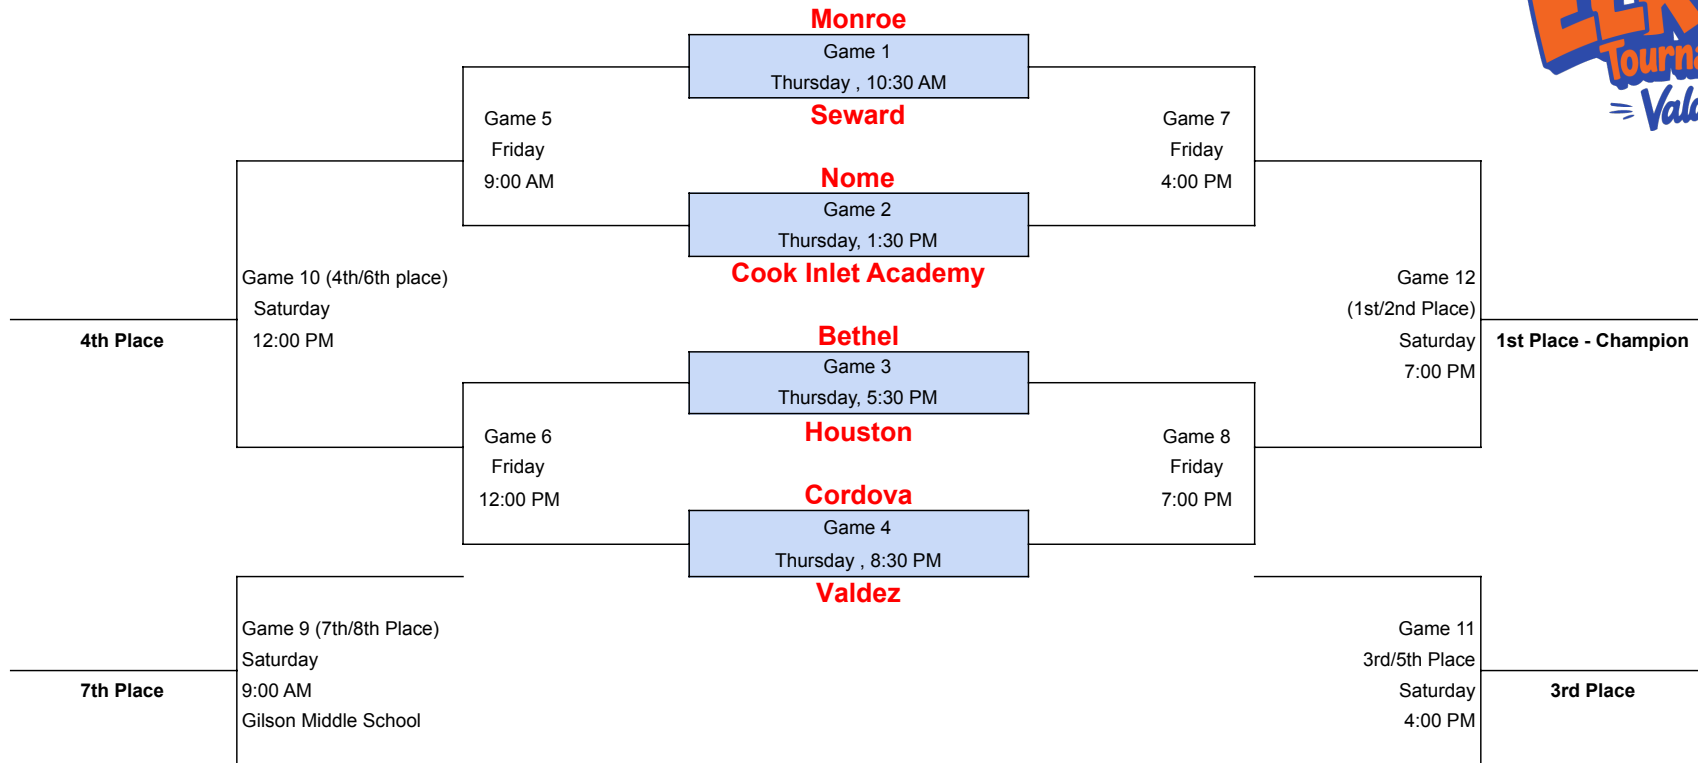 Monroe
Game 1
Thursday , 10:30 AM
Seward
Game 5
Friday
9:00 AM
Game 7
Friday
4:00 PM
Nome
Game 2
Thursday, 1:30 PM
Cook Inlet Academy
Game 10 (4th/6th place)
Saturday
12:00 PM
4th Place
Game 12
(1st/2nd Place)
Saturday
7:00 PM
1st Place - Champion
Bethel
Game 3
Thursday, 5:30 PM
Houston
Game 6
Friday
12:00 PM
Game 8
Friday
7:00 PM
Cordova
Game 4
Thursday , 8:30 PM
Valdez
Game 9 (7th/8th Place)
Saturday
9:00 AM
Gilson Middle School
7th Place
Game 11
3rd/5th Place
Saturday
4:00 PM
3rd Place